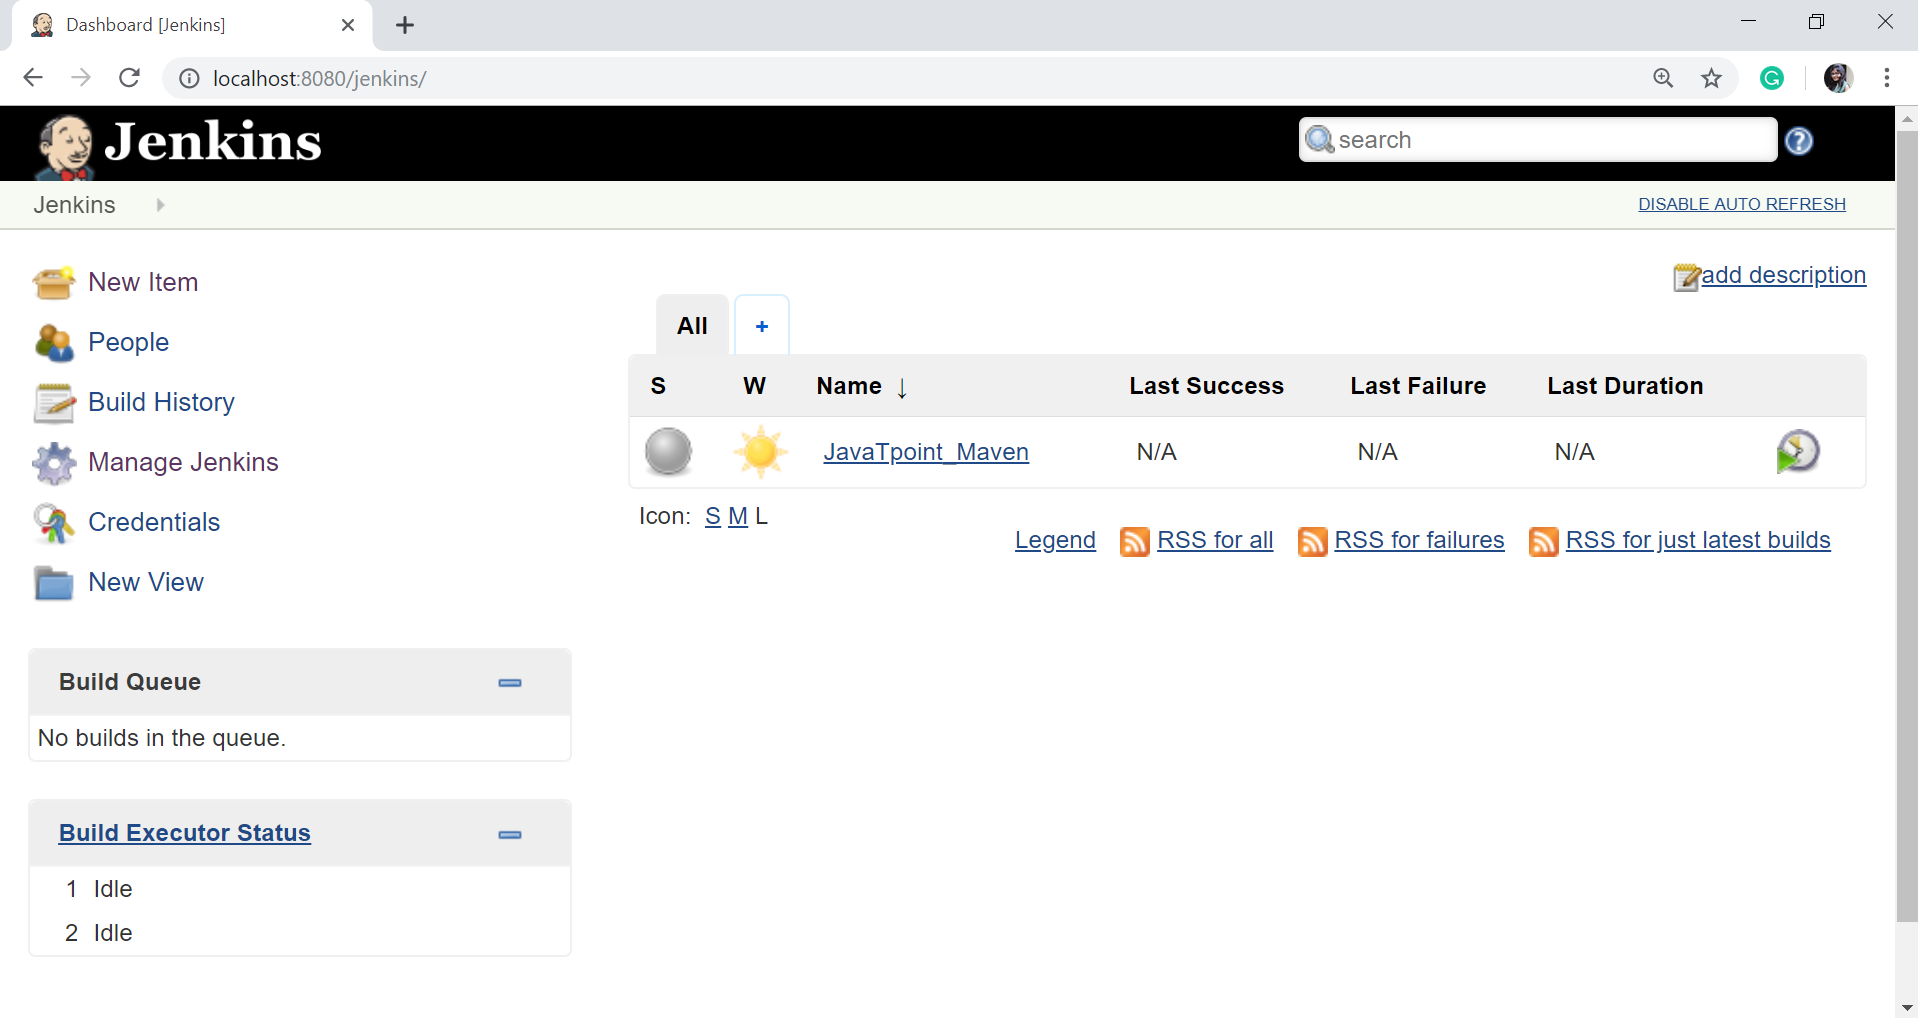 Dashboard [Jenkins]
localhost:8080/jenkins/
Jenkins
search
Jenkins
DISABLE AUTO REFRESH
New Item
People
Build History
Manage Jenkins
Credentials
New View
add description
All +
S W Name ↓ Last Success Last Failure Last Duration
JavaTpoint_Maven N/A N/A N/A
Icon: S M L
Legend RSS for all RSS for failures RSS for just latest builds
Build Queue
No builds in the queue.
Build Executor Status
1 Idle
2 Idle